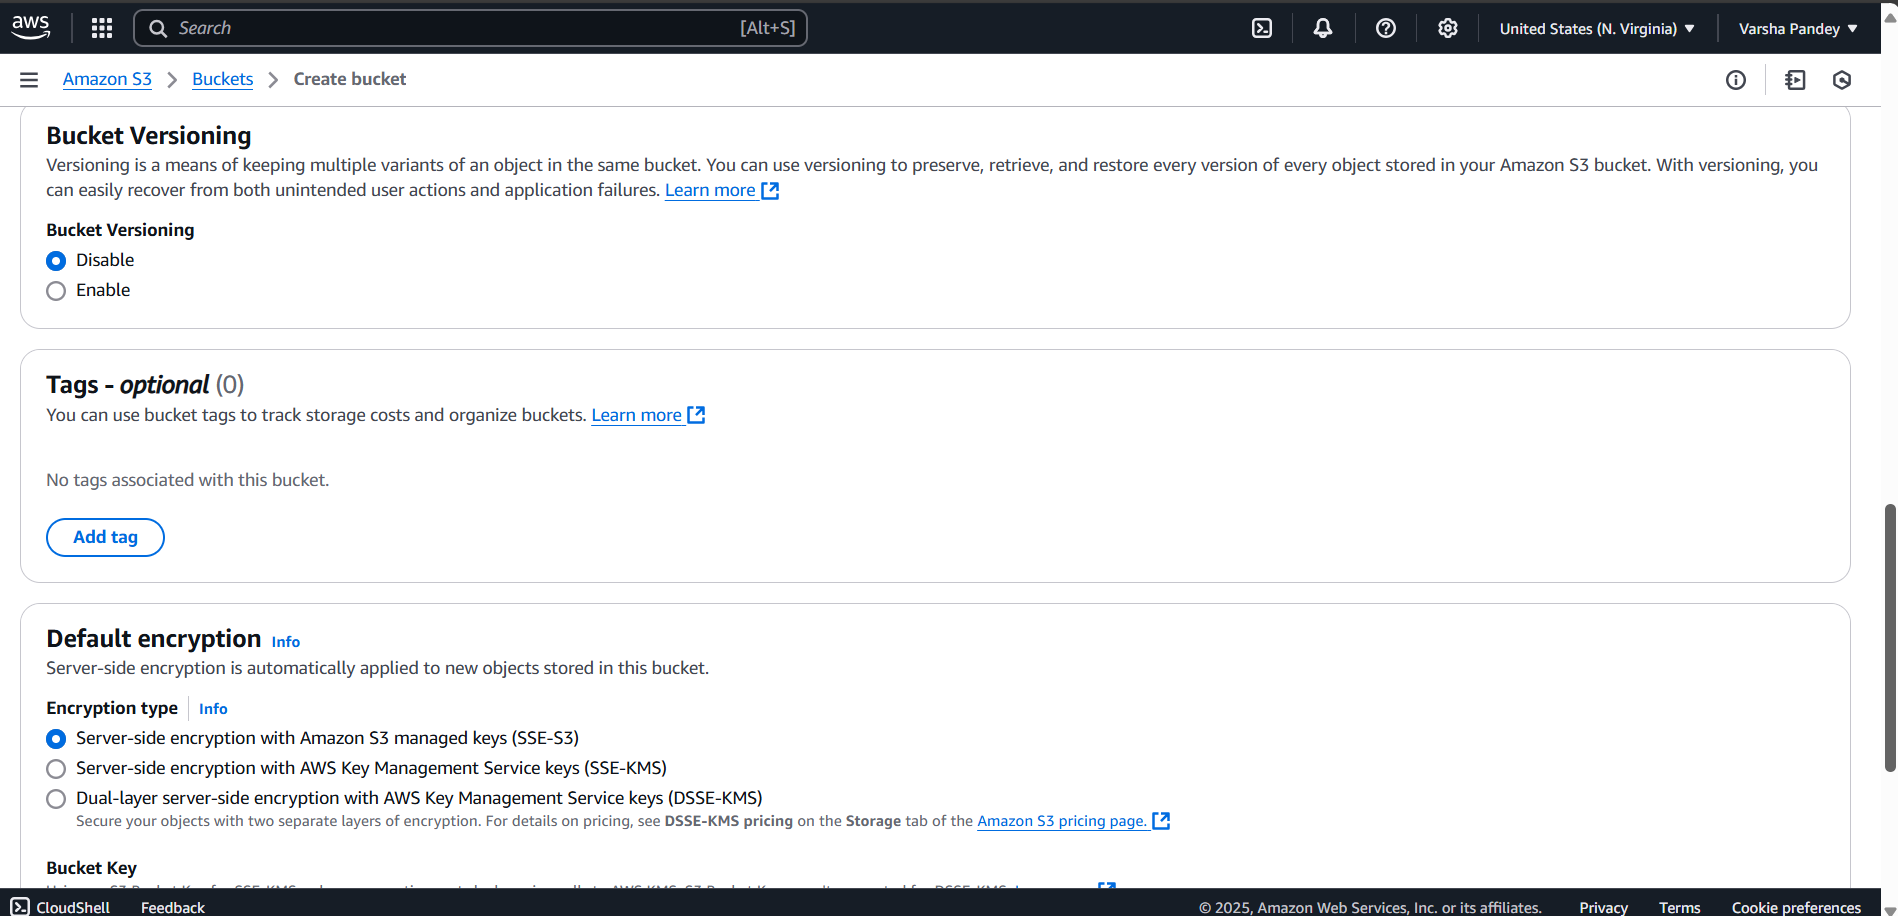 aws
Search [Alt+S]
United States (N. Virginia)
Varsha Pandey
Amazon S3
Buckets
Create bucket
Bucket Versioning
Versioning is a means of keeping multiple variants of an object in the same bucket. You can use versioning to preserve, retrieve, and restore every version of every object stored in your Amazon S3 bucket. With versioning, you
can easily recover from both unintended user actions and application failures. Learn more
Bucket Versioning
Disable
Enable
Tags - optional (0)
You can use bucket tags to track storage costs and organize buckets. Learn more
No tags associated with this bucket.
Add tag
Default encryption Info
Server-side encryption is automatically applied to new objects stored in this bucket.
Encryption type Info
Server-side encryption with Amazon S3 managed keys (SSE-S3)
Server-side encryption with AWS Key Management Service keys (SSE-KMS)
Dual-layer server-side encryption with AWS Key Management Service keys (DSSE-KMS)
Secure your objects with two separate layers of encryption. For details on pricing, see DSSE-KMS pricing on the Storage tab of the Amazon S3 pricing page.
Bucket Key
CloudShell
Feedback
© 2025, Amazon Web Services, Inc. or its affiliates.
Privacy
Terms
Cookie preferences